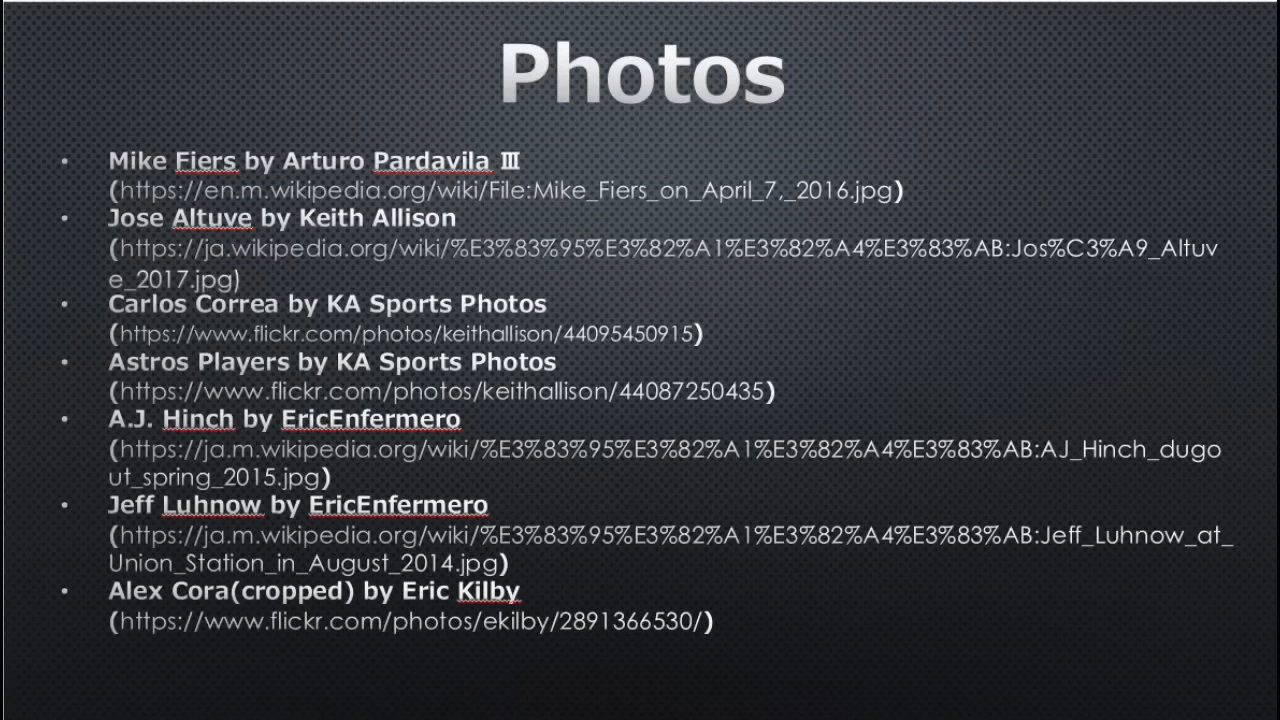 Photos
• Mike Fiers by Arturo Pardavila Ⅲ
(https://en.m.wikipedia.org/wiki/File:Mike_Fiers_on_April_7,_2016.jpg)
• Jose Altuve by Keith Allison
(https://ja.wikipedia.org/wiki/%E3%83%95%E3%82%A1%E3%82%A4%E3%83%AB:Jos%C3%A9_Altuv
e_2017.jpg)
• Carlos Correa by KA Sports Photos
(https://www.flickr.com/photos/keithallison/44095450915)
• Astros Players by KA Sports Photos
(https://www.flickr.com/photos/keithallison/44087250435)
• A.J. Hinch by EricEnfermero
(https://ja.m.wikipedia.org/wiki/%E3%83%95%E3%82%A1%E3%82%A4%E3%83%AB:AJ_Hinch_dugo
ut_spring_2015.jpg)
• Jeff Luhnow by EricEnfermero
(https://ja.m.wikipedia.org/wiki/%E3%83%95%E3%82%A1%E3%82%A4%E3%83%AB:Jeff_Luhnow_at_
Union_Station_in_August_2014.jpg)
• Alex Cora(cropped) by Eric Kilby
(https://www.flickr.com/photos/ekilby/2891366530/)